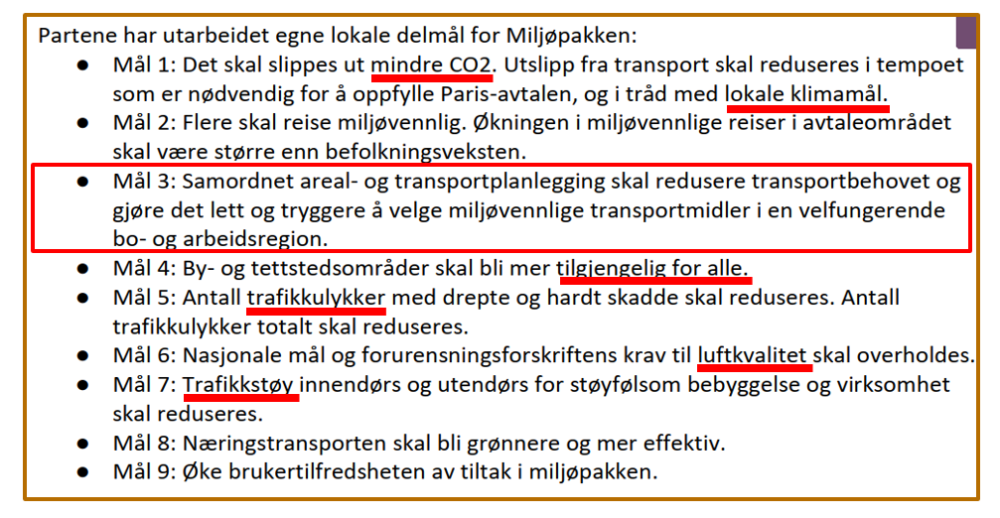 Partene har utarbeidet egne lokale delmål for Miljøpakken:
● Mål 1: Det skal slippes ut mindre CO2. Utslipp fra transport skal reduseres i tempoet
som er nødvendig for å oppfylle Paris-avtalen, og i tråd med lokale klimamål.
● Mål 2: Flere skal reise miljøvennlig. Økningen i miljøvennlige reiser i avtaleområdet
skal være større enn befolkningsveksten.
● Mål 3: Samordnet areal- og transportplanlegging skal redusere transportbehovet og
gjøre det lett og tryggere å velge miljøvennlige transportmidler i en velfungerende
bo- og arbeidsregion.
● Mål 4: By- og tettstedsområder skal bli mer tilgjengelig for alle.
● Mål 5: Antall trafikkulykker med drepte og hardt skadde skal reduseres. Antall
trafikkulykker totalt skal reduseres.
● Mål 6: Nasjonale mål og forurensningsforskriftens krav til luftkvalitet skal overholdes.
● Mål 7: Trafikkstøy innendørs og utendørs for støyfølsom bebyggelse og virksomhet
skal reduseres.
● Mål 8: Næringstransporten skal bli grønnere og mer effektiv.
● Mål 9: Øke brukertilfredsheten av tiltak i miljøpakken.